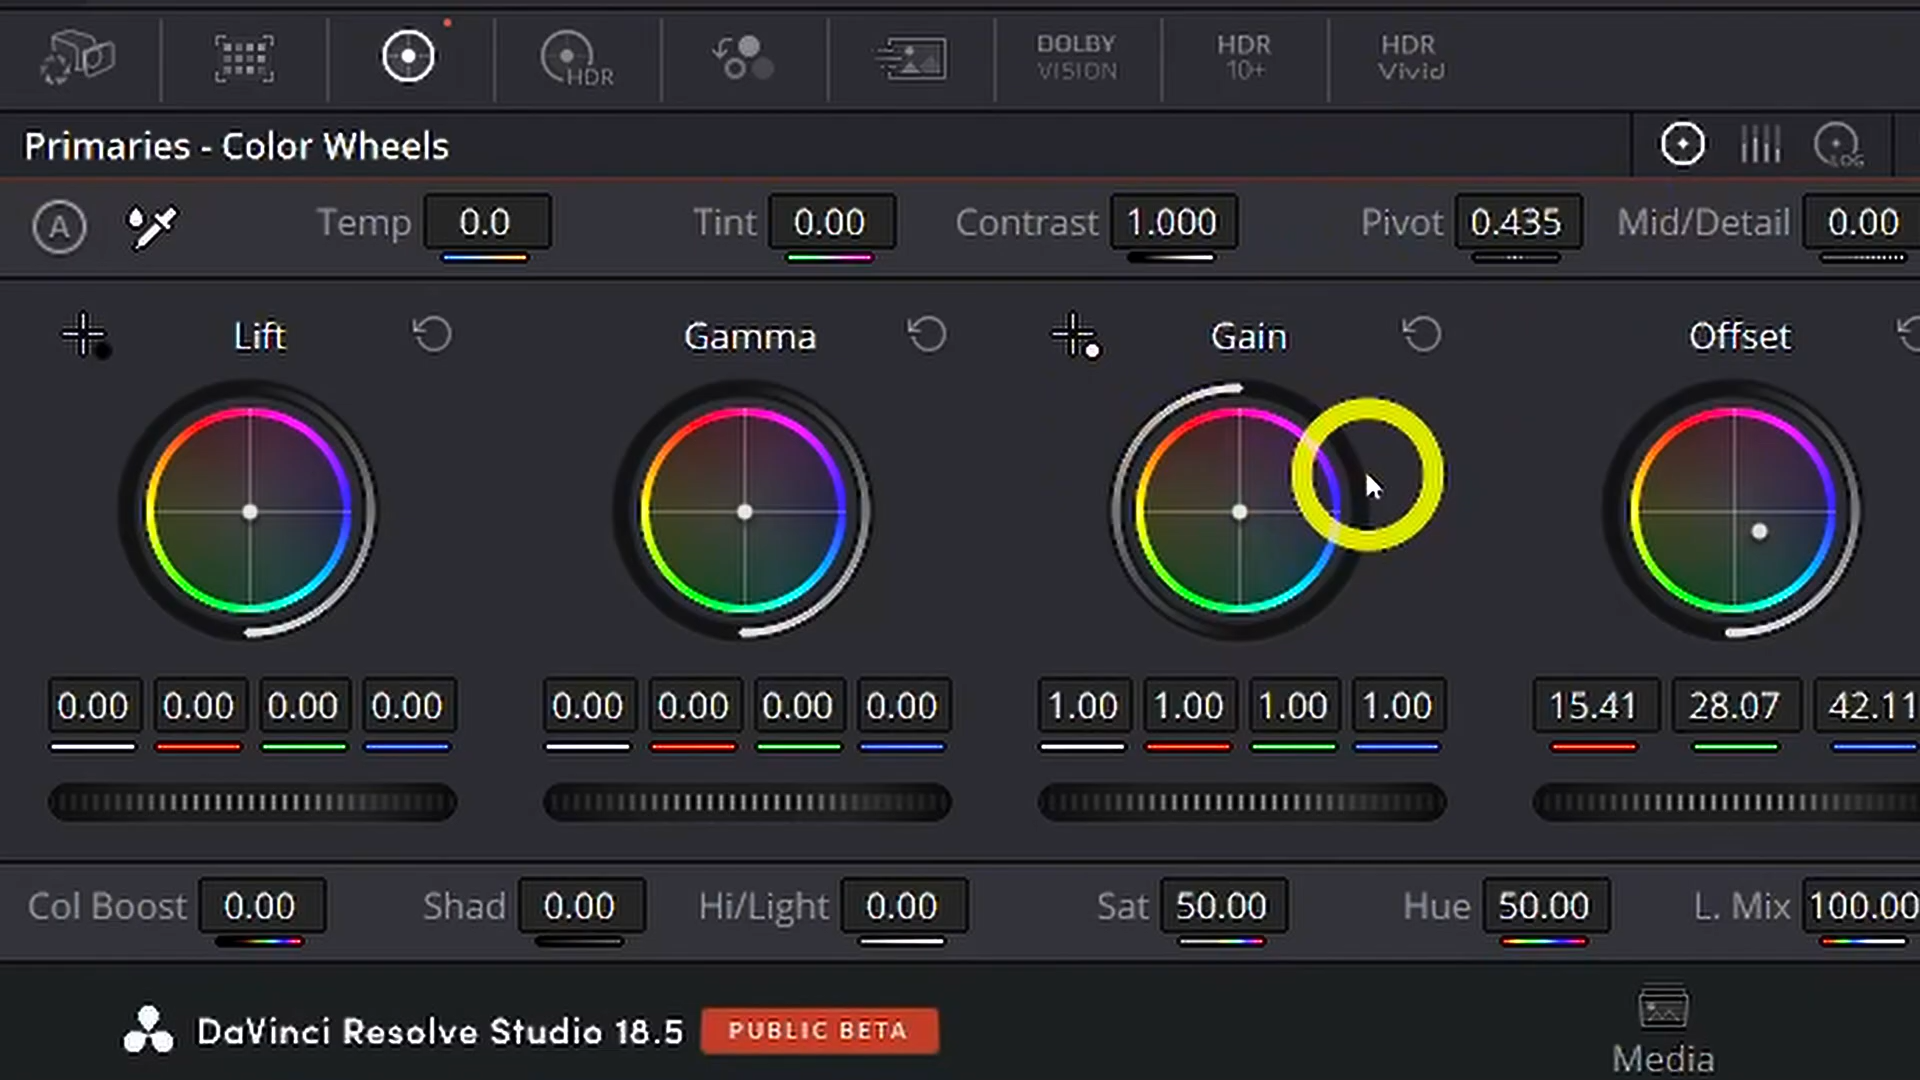 HDR
DOLBY VISION
HDR 10+
HDR Vivid
Primaries - Color Wheels
LOG
A
Temp 0.0 Tint 0.00 Contrast 1.000 Pivot 0.435 Mid/Detail 0.00
Lift Gamma Gain Offset
0.00 0.00 0.00 0.00 0.00 0.00 0.00 0.00 1.00 1.00 1.00 1.00 15.41 28.07 42.11
Col Boost 0.00 Shad 0.00 Hi/Light 0.00 Sat 50.00 Hue 50.00 L. Mix 100.00
DaVinci Resolve Studio 18.5 PUBLIC BETA
Media